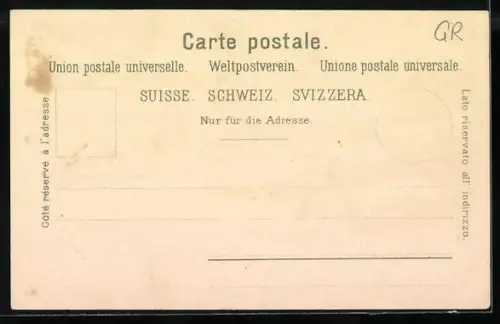 GR
Carte postale.
Union postale universelle. Weltpostverein. Unione postale universale.
SUISSE. SCHWEIZ. SVIZZERA.
Nur für die Adresse.
Côté réservé à l'adresse.
Lato riservato all' indirizzo.